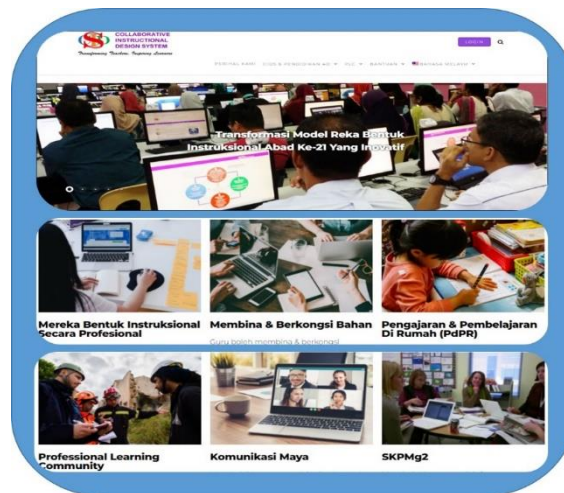 COLLABORATIVE
INSTRUCTIONAL
DESIGN SYSTEM
Transforming Teachers, Inspiring Learners
LOGIN
PERIHAL KAMI CIDS & PENDIDIKAN 4.0 PLC BANTUAN BAHASA MELAYU
Transformasi Model Reka Bentuk
Instruksional Abad Ke-21 Yang Inovatif
Mereka Bentuk Instruksional
Secara Profesional
Membina & Berkongsi Bahan
Guru boleh membina & berkongsi
Pengajaran & Pembelajaran
Di Rumah (PdPR)
Professional Learning
Community
Komunikasi Maya
SKPMg2